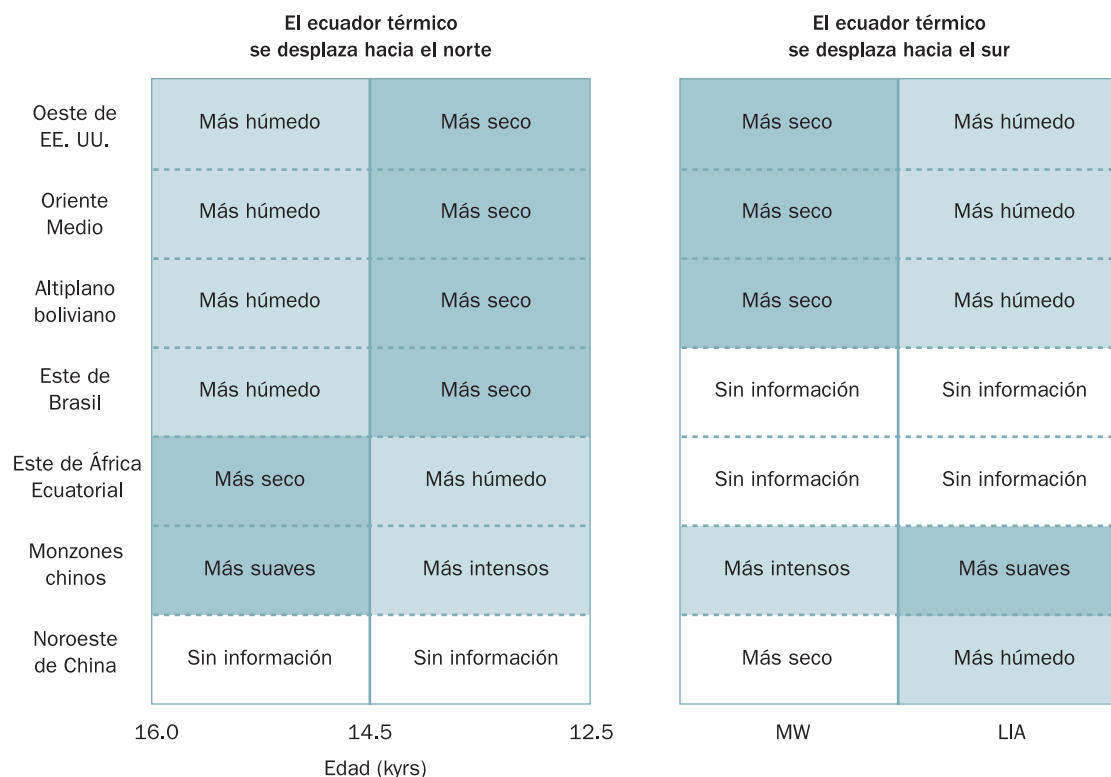 El ecuador térmico
se desplaza hacia el norte
El ecuador térmico
se desplaza hacia el sur
Oeste de
EE. UU.
Más húmedo
Más seco
Más seco
Más húmedo
Oriente
Medio
Más húmedo
Más seco
Más seco
Más húmedo
Altiplano
boliviano
Más húmedo
Más seco
Más seco
Más húmedo
Este de
Brasil
Más húmedo
Más seco
Sin información
Sin información
Este de África
Ecuatorial
Más seco
Más húmedo
Sin información
Sin información
Monzones
chinos
Más suaves
Más intensos
Más intensos
Más suaves
Noroeste
de China
Sin información
Sin información
Más seco
Más húmedo
16.0
14.5
12.5
MW
LIA
Edad (kyrs)